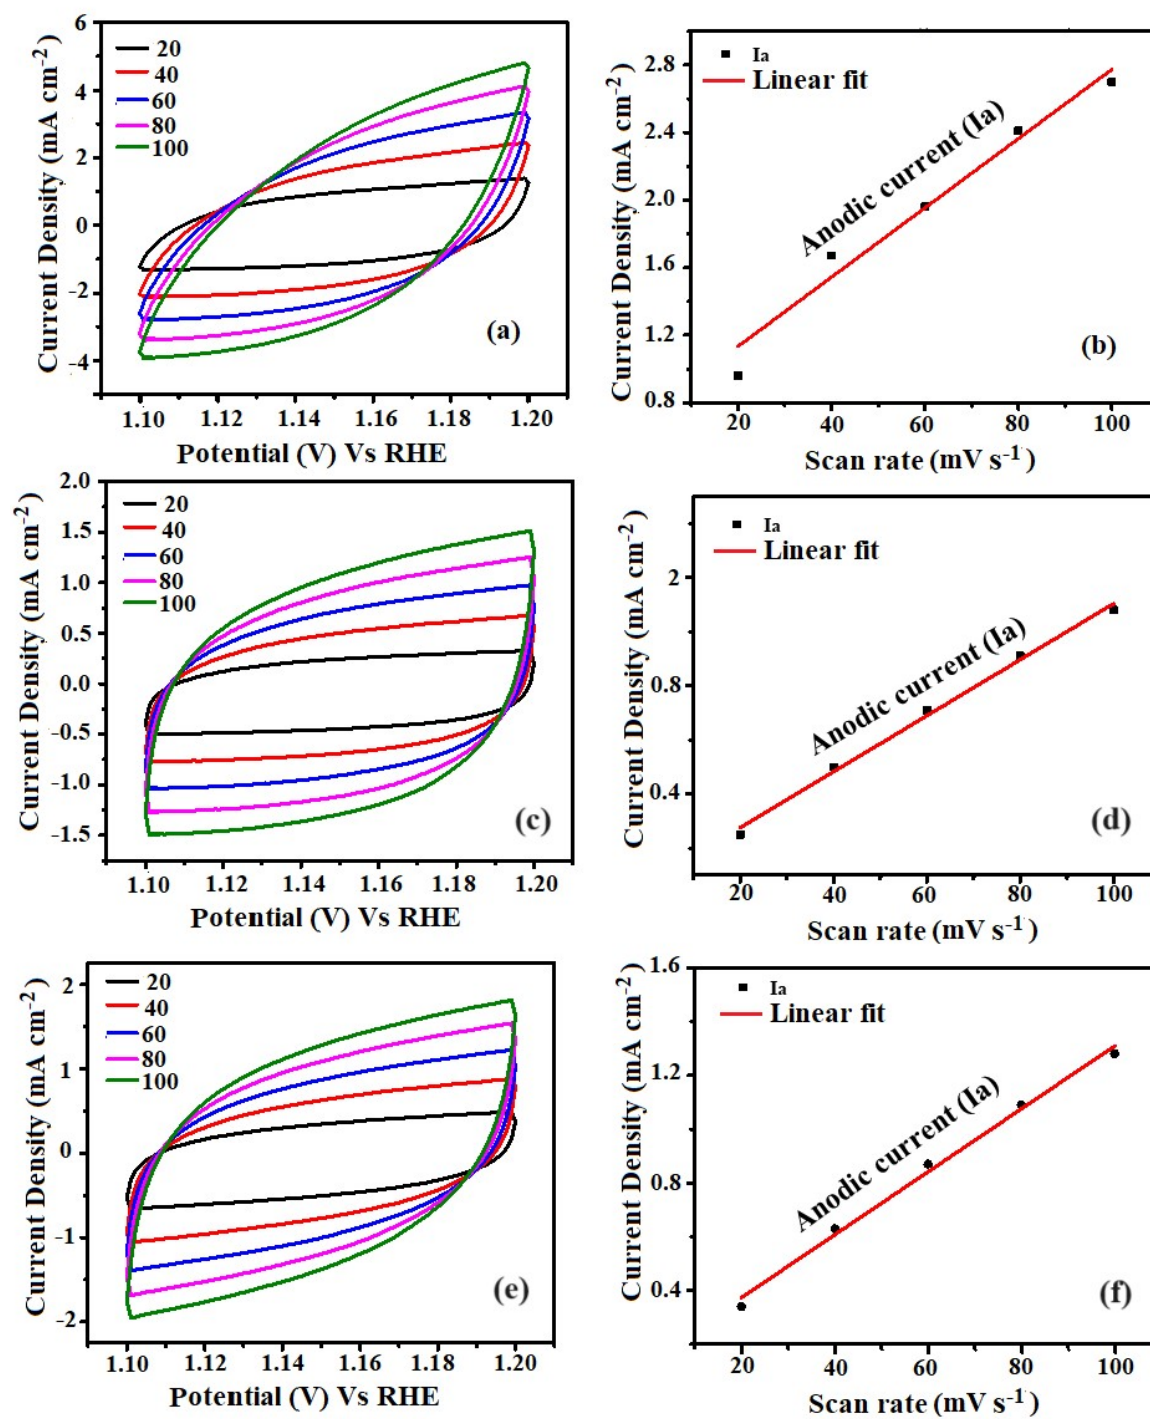 6
4
2
0
-2
-4
20
40
60
80
100
(a)
1.10 1.12 1.14 1.16 1.18 1.20
Current Density (mA cm-2)
Potential (V) Vs RHE
2.8
2.4
2.0
1.6
1.2
0.8
Ia
Linear fit
Anodic current (Ia)
(b)
20 40 60 80 100
Current Density (mA cm-2)
Scan rate (mV s-1)
2.0
1.5
1.0
0.5
0.0
-0.5
-1.0
-1.5
20
40
60
80
100
(c)
1.10 1.12 1.14 1.16 1.18 1.20
Current Density (mA cm-2)
Potential (V) Vs RHE
2
0.8
0.4
Ia
Linear fit
Anodic current (Ia)
(d)
20 40 60 80 100
Current Density (mA cm-2)
Scan rate (mV s-1)
2
1
0
-1
-2
20
40
60
80
100
(e)
1.10 1.12 1.14 1.16 1.18 1.20
Current Density (mA cm-2)
Potential (V) Vs RHE
1.6
1.2
0.8
0.4
Ia
Linear fit
Anodic current (Ia)
(f)
20 40 60 80 100
Current Density (mA cm-2)
Scan rate (mV s-1)